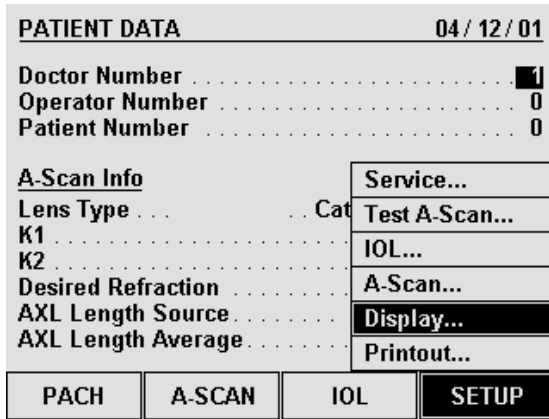 PATIENT DATA 04/12/01
Doctor Number . . . . . . . . . . . . . . . . . . . . . . . . 1
Operator Number . . . . . . . . . . . . . . . . . . . . . . 0
Patient Number . . . . . . . . . . . . . . . . . . . . . . . 0
A-Scan Info
Lens Type . . . . . Cat
K1 . . . . . . . . . . . . . . . . . . . .
K2 . . . . . . . . . . . . . . . . . . . .
Desired Refraction . . . . . . . .
AXL Length Source . . . . . . . .
AXL Length Average . . . . . . .
Service...
Test A-Scan...
IOL...
A-Scan...
Display...
Printout...
PACH A-SCAN IOL SETUP